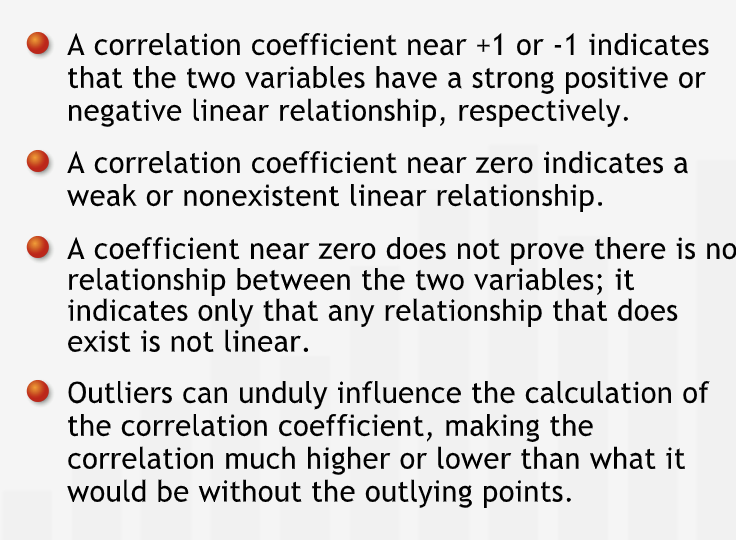 A correlation coefficient near +1 or -1 indicates
that the two variables have a strong positive or
negative linear relationship, respectively.
A correlation coefficient near zero indicates a
weak or nonexistent linear relationship.
A coefficient near zero does not prove there is no
relationship between the two variables; it
indicates only that any relationship that does
exist is not linear.
Outliers can unduly influence the calculation of
the correlation coefficient, making the
correlation much higher or lower than what it
would be without the outlying points.